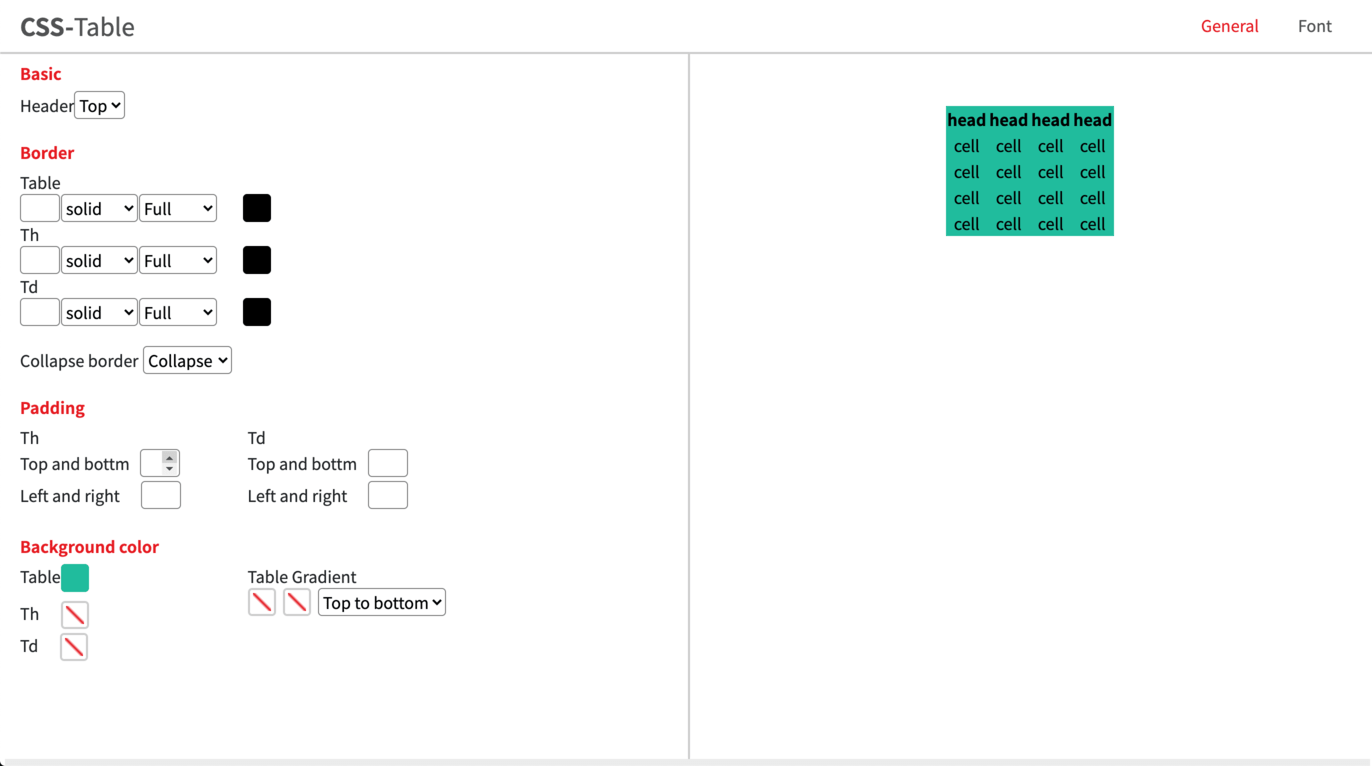 CSS-Table
General Font
Basic
Header Top
Border
Table
solid Full
Th
solid Full
Td
solid Full
Collapse border Collapse
Padding
Th Td
Top and bottm Top and bottm
Left and right Left and right
Background color
Table Table Gradient
Top to bottom
Th
Td
head head head head
cell cell cell cell
cell cell cell cell
cell cell cell cell
cell cell cell cell